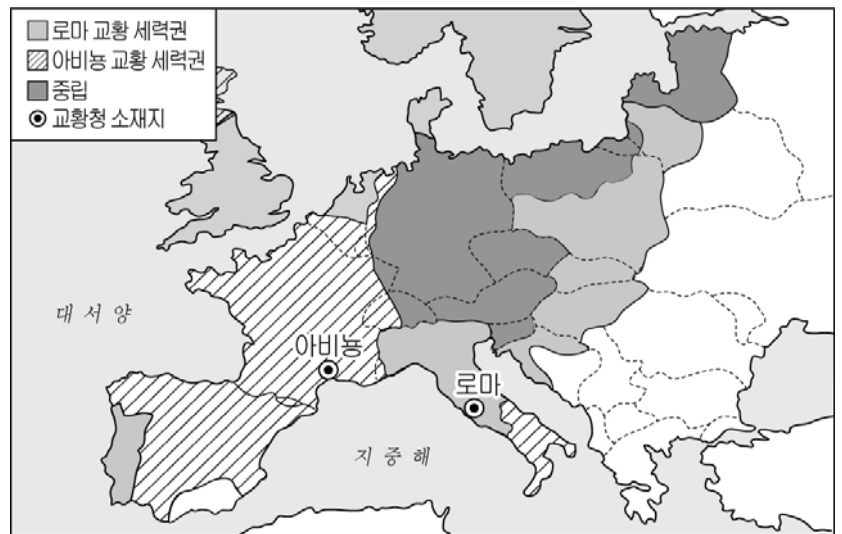 로마 교황 세력권
아비뇽 교황 세력권
중립
교황청 소재지
대서양
아비뇽
로마
지중해